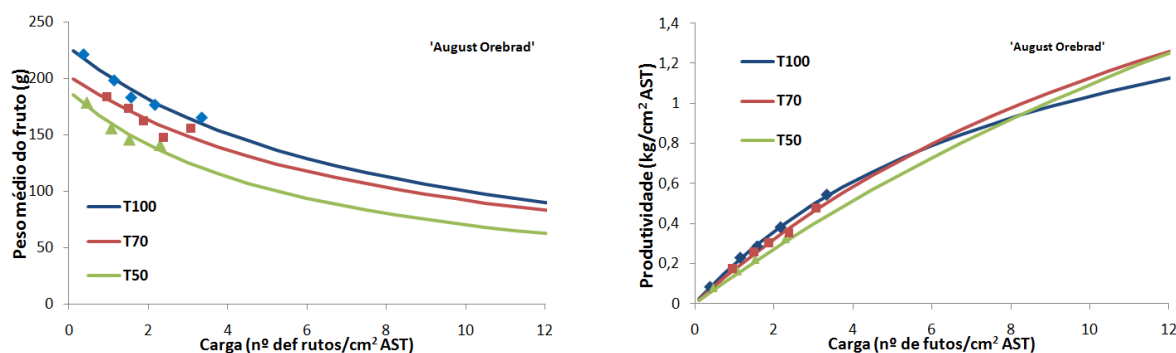 250
200
150
100
50
0
Peso médio do fruto (g)
'August Orebrad'
T100
T70
T50
0 2 4 6 8 10 12
Carga (nº def rutos/cm² AST)
1,4
1,2
1
0,8
0,6
0,4
0,2
0
Produtividade (kg/cm² AST)
'August Orebrad'
T100
T70
T50
0 2 4 6 8 10 12
Carga (nº de futos/cm² AST)